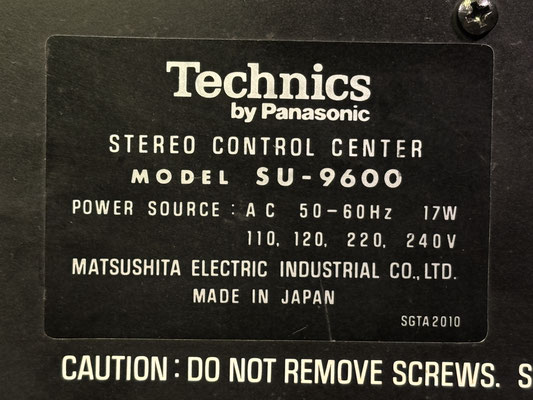 Technics
by Panasonic
STEREO CONTROL CENTER
MODEL SU-9600
POWER SOURCE : AC 50-60Hz 17W
110, 120, 220, 240V
MATSUSHITA ELECTRIC INDUSTRIAL CO., LTD.
MADE IN JAPAN
SGTA2010
CAUTION : DO NOT REMOVE SCREWS. S